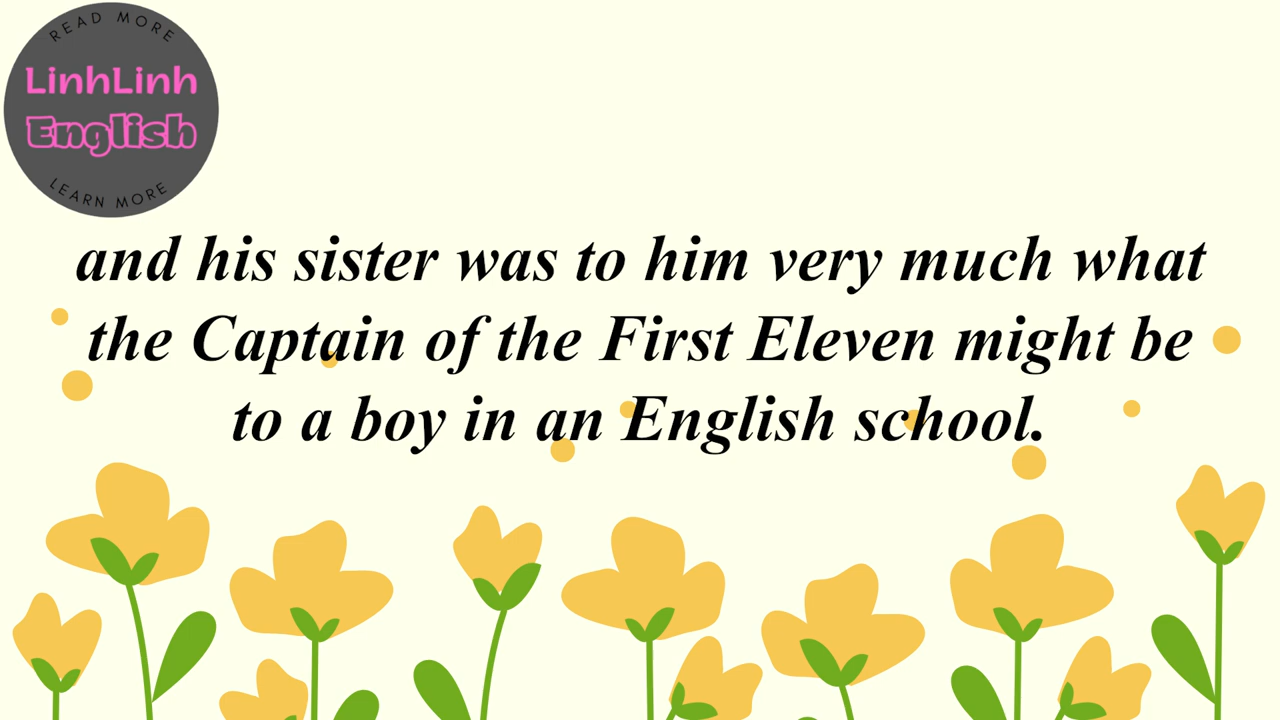 READ MORE
LinhLinh
English
LEARN MORE
and his sister was to him very much what
the Captain of the First Eleven might be
to a boy in an English school.